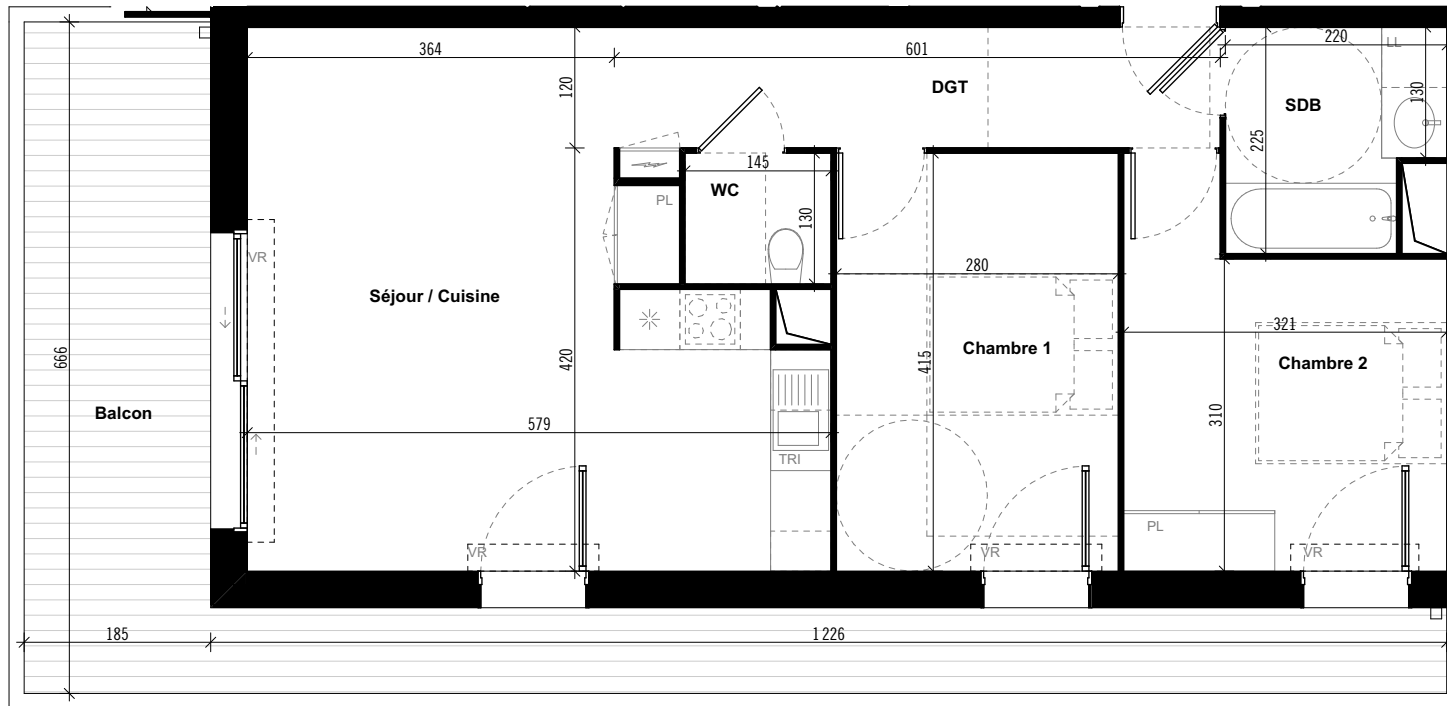 364
601
220
LL
120
DGT
130
SDB
225
145
WC
PL
130
VR
280
Séjour / Cuisine
321
666
420
415
Chambre 1
Chambre 2
Balcon
310
579
TRI
PL
VR
VR
VR
185
1 226